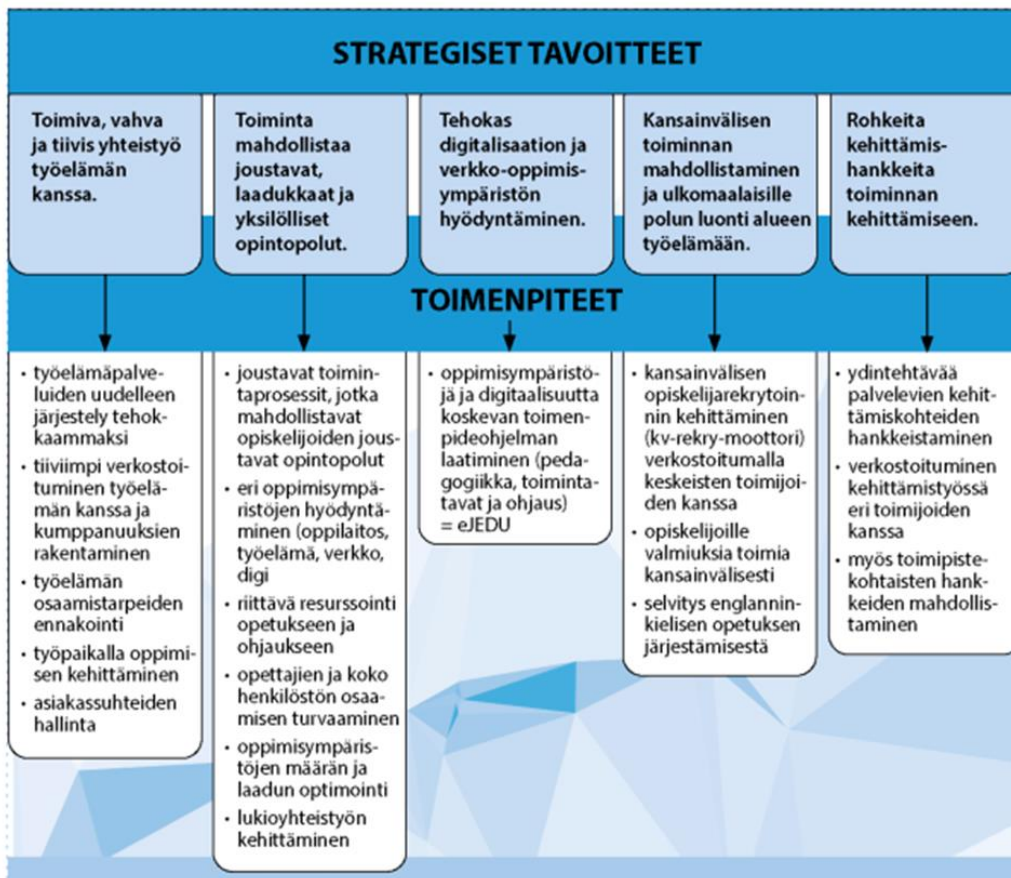 STRATEGISET TAVOITTEET
Toimiva, vahva
ja tiivis yhteistyö
työelämän
kanssa.
Toiminta
mahdollistaa
joustavat,
laadukkaat ja
yksilölliset
opintopolut.
Tehokas
digitalisaation ja
verkko-oppimis-
ympäristön
hyödyntäminen.
Kansainvälisen
toiminnan
mahdollistaminen
ja ulkomaalaisille
polun luonti alueen
työelämään.
Rohkeita
kehittämis-
hankkeita
toiminnan
kehittämiseen.
TOIMENPITEET
• työelämäpalve-
luiden uudelleen
järjestely tehok-
kaammaksi
• tiiviimpi verkostoi-
tuminen työelä-
män kanssa ja
kumppanuuksien
rakentaminen
• työelämän
osaamistarpeiden
ennakointi
• työpaikalla oppimi-
sen kehittäminen
• asiakassuhteiden
hallinta
• joustavat toimin-
taprosessit, jotka
mahdollistavat
opiskelijoiden jous-
tavat opintopolut
• eri oppimisympä-
ristöjen hyödyntä-
minen (oppilaitos,
työelämä, verkko,
digi
• riittävä resurssointi
opetukseen ja
ohjaukseen
• opettajien ja koko
henkilöstön osaa-
misen turvaaminen
• oppimisympäris-
töjen määrän ja
laadun optimointi
• lukioyhteistyön
kehittäminen
• oppimisympäristö-
jä ja digitaalisuutta
koskevan toimen-
pideohjelman
laatiminen (peda-
gogiikka, toiminta-
tavat ja ohjaus)
= eJEDU
• kansainvälisen
opiskelijarekrytoin-
nin kehittäminen
(kv-rekry-moottori)
verkostoitumalla
keskeisten toimijoi-
den kanssa
• opiskelijoille
valmiuksia toimia
kansainvälisesti
• selvitys englannin-
kielisen opetuksen
järjestämisestä
• ydintehtävää
palvelevien kehit-
tämiskohteiden
hankkeistaminen
• verkostoituminen
kehittämistyössä
eri toimijoiden
kanssa
• myös toimipiste-
kohtaisten hank-
keiden mahdollis-
taminen